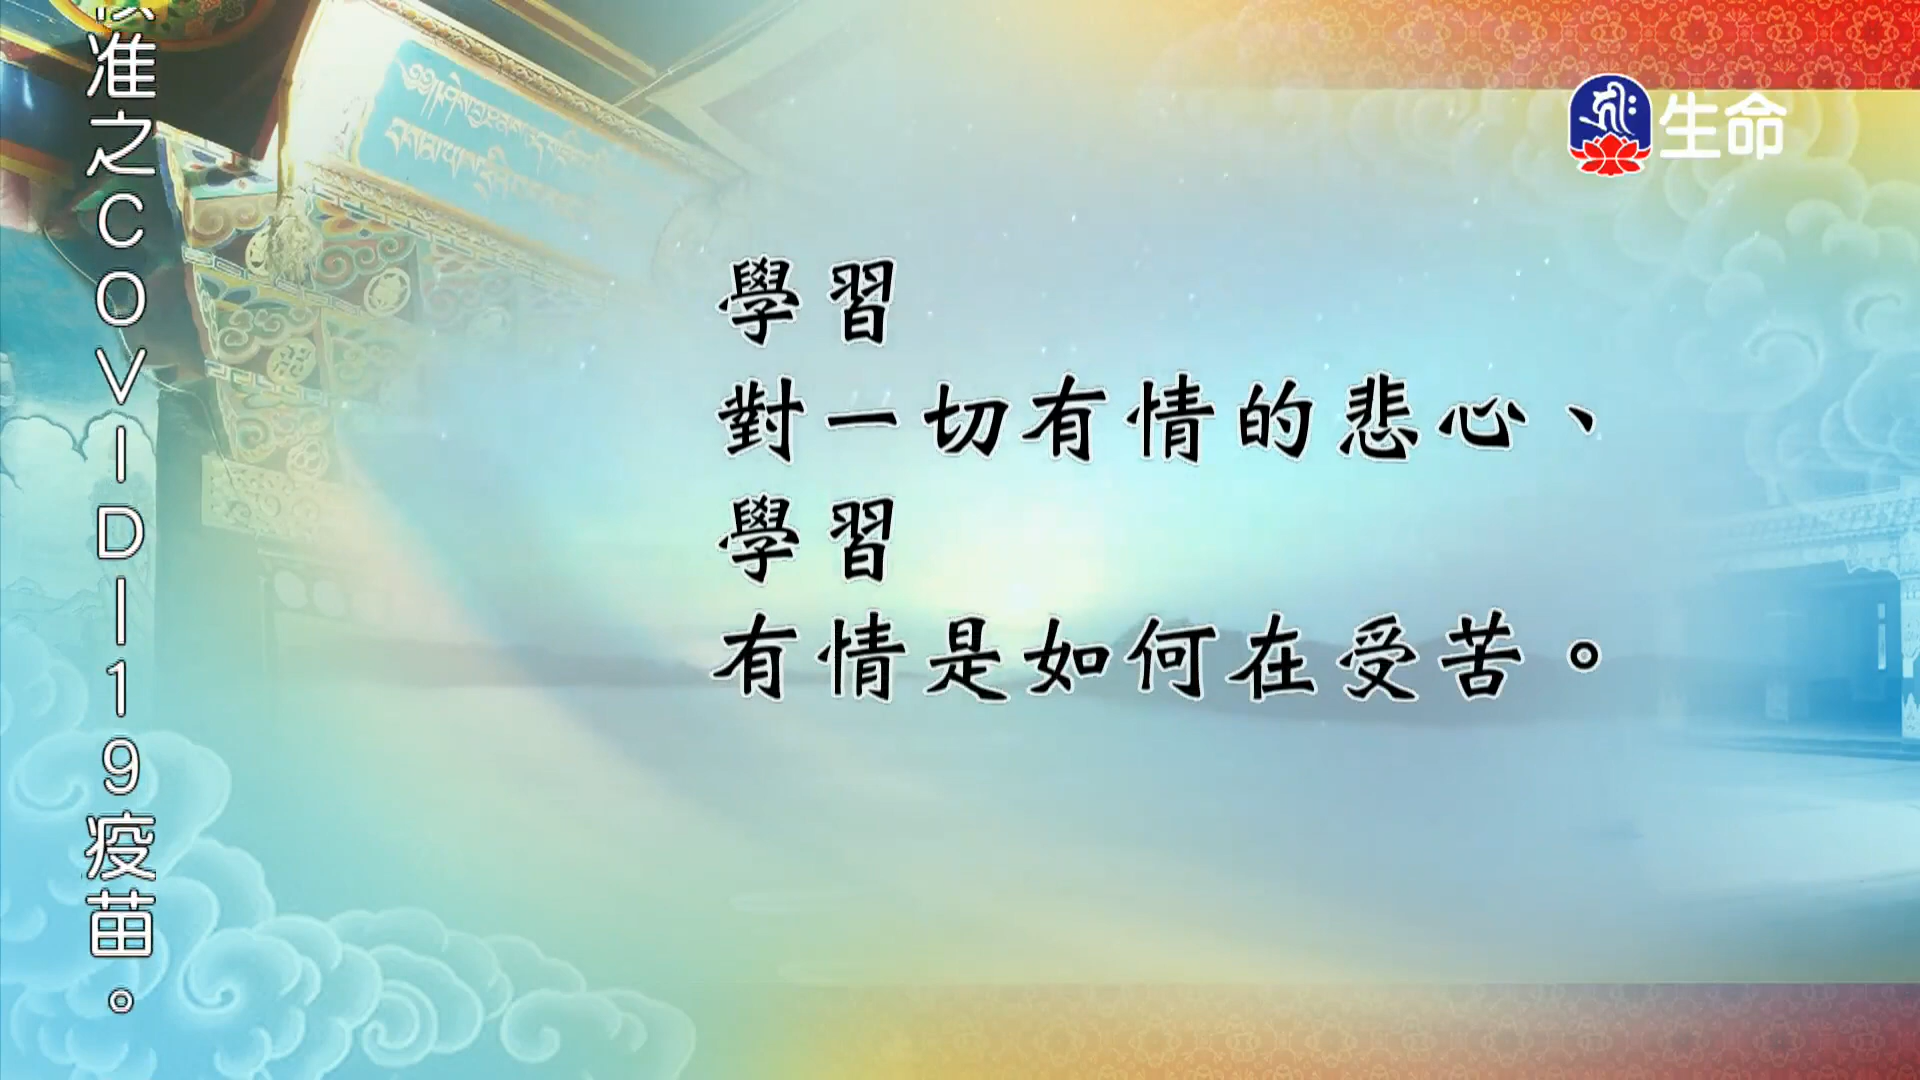 生命
學習
對一切有情的悲心、
學習
有情是如何在受苦。
准之COVID-19疫苗。